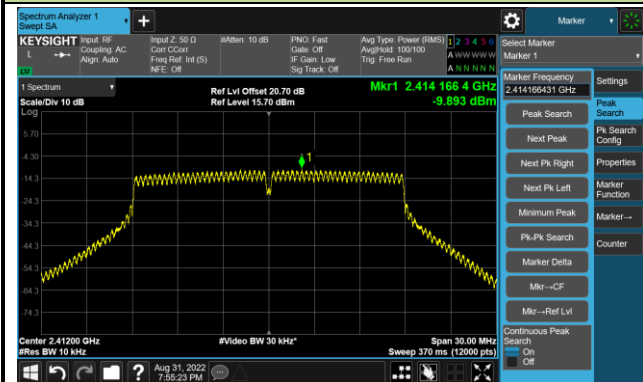 Spectrum Analyzer 1
Swept SA
KEYSIGHT Input: RF
L
Coupling: AC
Align: Auto
Input Z: 50 Ω
Corr CCorr
Freq Ref: Int (S)
NFE: Off
#Atten: 10 dB
PNO: Fast
Gate: Off
IF Gain: Low
Sig Track: Off
Avg Type: Power (RMS)
Avg|Hold: 100/100
Trig: Free Run
1 2 3 4 5 6
A W W W W W
A N N N N N
LW
1 Spectrum
Scale/Div 10 dB
Ref Lvl Offset 20.70 dB
Ref Level 15.70 dBm
Mkr1 2.414 166 4 GHz
-9.893 dBm
Log
5.70
-4.30
-14.3
-24.3
-34.3
-44.3
-54.3
-64.3
-74.3
1
Center 2.41200 GHz
#Res BW 10 kHz
#Video BW 30 kHz*
Span 30.00 MHz
Sweep 370 ms (12000 pts)
Aug 31, 2022
7:55:23 PM
Marker
Select Marker
Marker 1
Marker Frequency
2.414166431 GHz
Peak Search
Next Peak
Next Pk Right
Next Pk Left
Minimum Peak
Pk-Pk Search
Marker Delta
Mkr→CF
Mkr→Ref Lvl
Continuous Peak
Search
On
Off
Settings
Peak
Search
Pk Search
Config
Properties
Marker
Function
Marker→
Counter